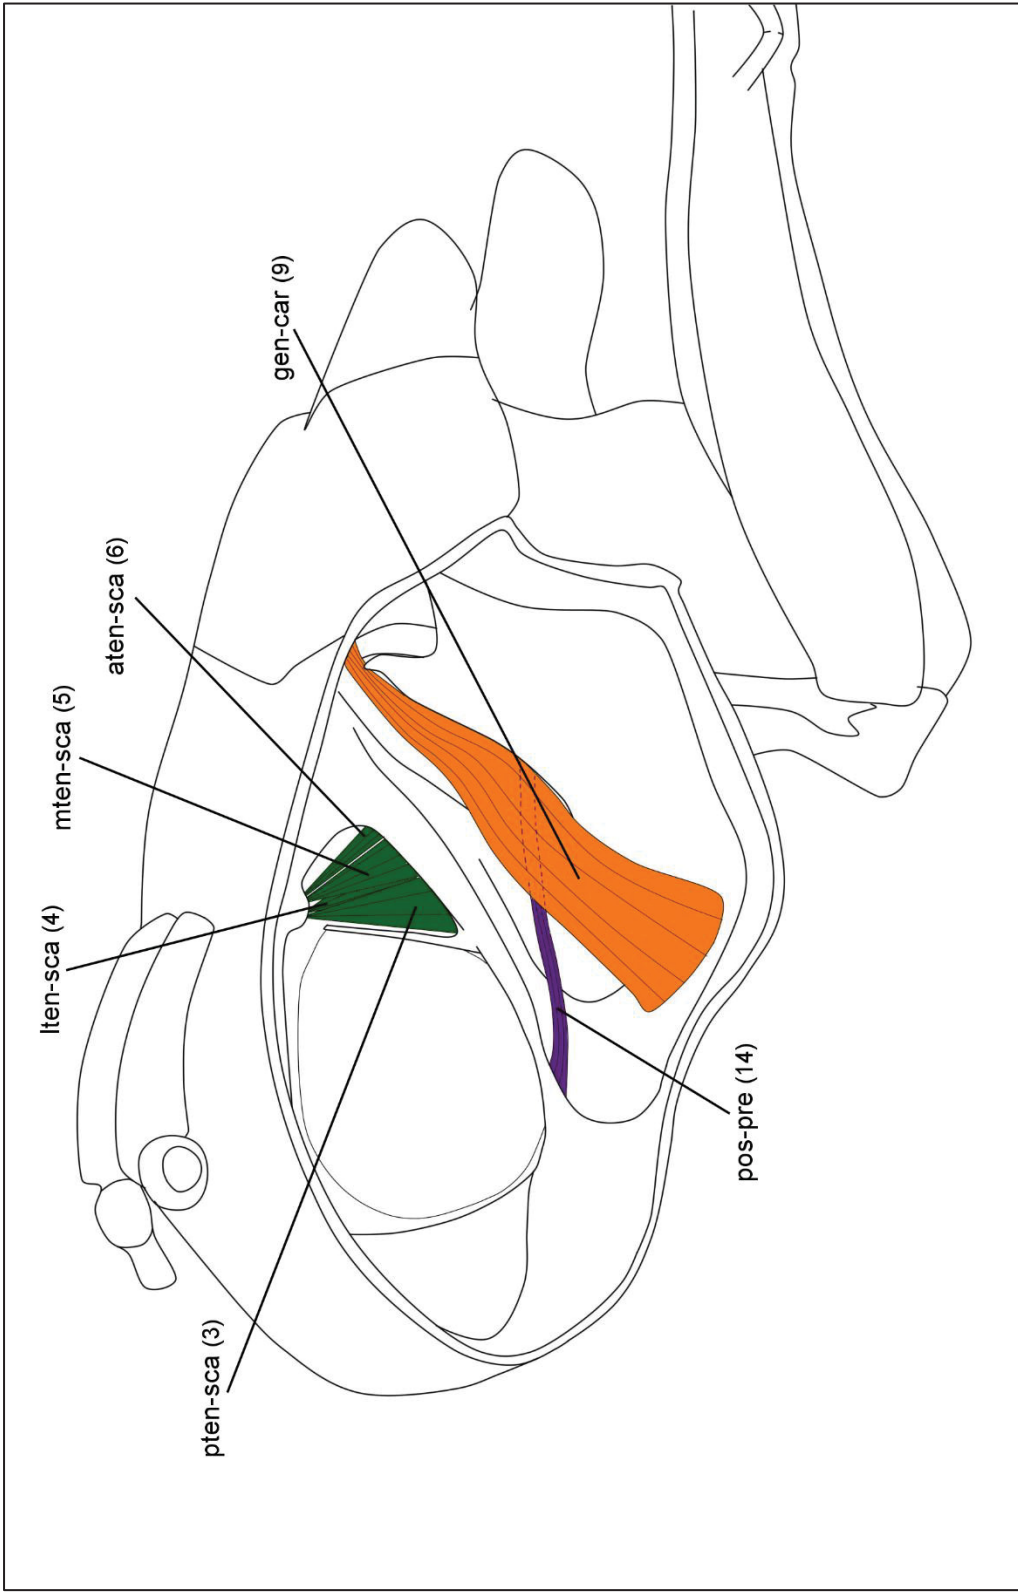 pten-sca (3)
lten-sca (4)
mten-sca (5)
aten-sca (6)
gen-car (9)
pos-pre (14)